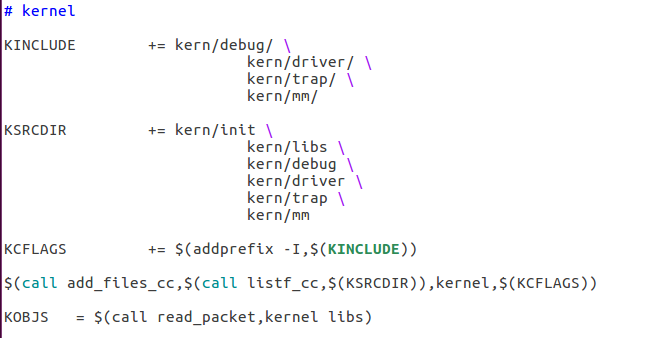 # kernel
KINCLUDE += kern/debug/ \
kern/driver/ \
kern/trap/ \
kern/mm/
KSRCDIR += kern/init \
kern/libs \
kern/debug \
kern/driver \
kern/trap \
kern/mm
KCFLAGS += $(addprefix -I,$(KINCLUDE))
$(call add_files_cc,$(call listf_cc,$(KSRCDIR)),kernel,$(KCFLAGS))
KOBJS = $(call read_packet,kernel libs)